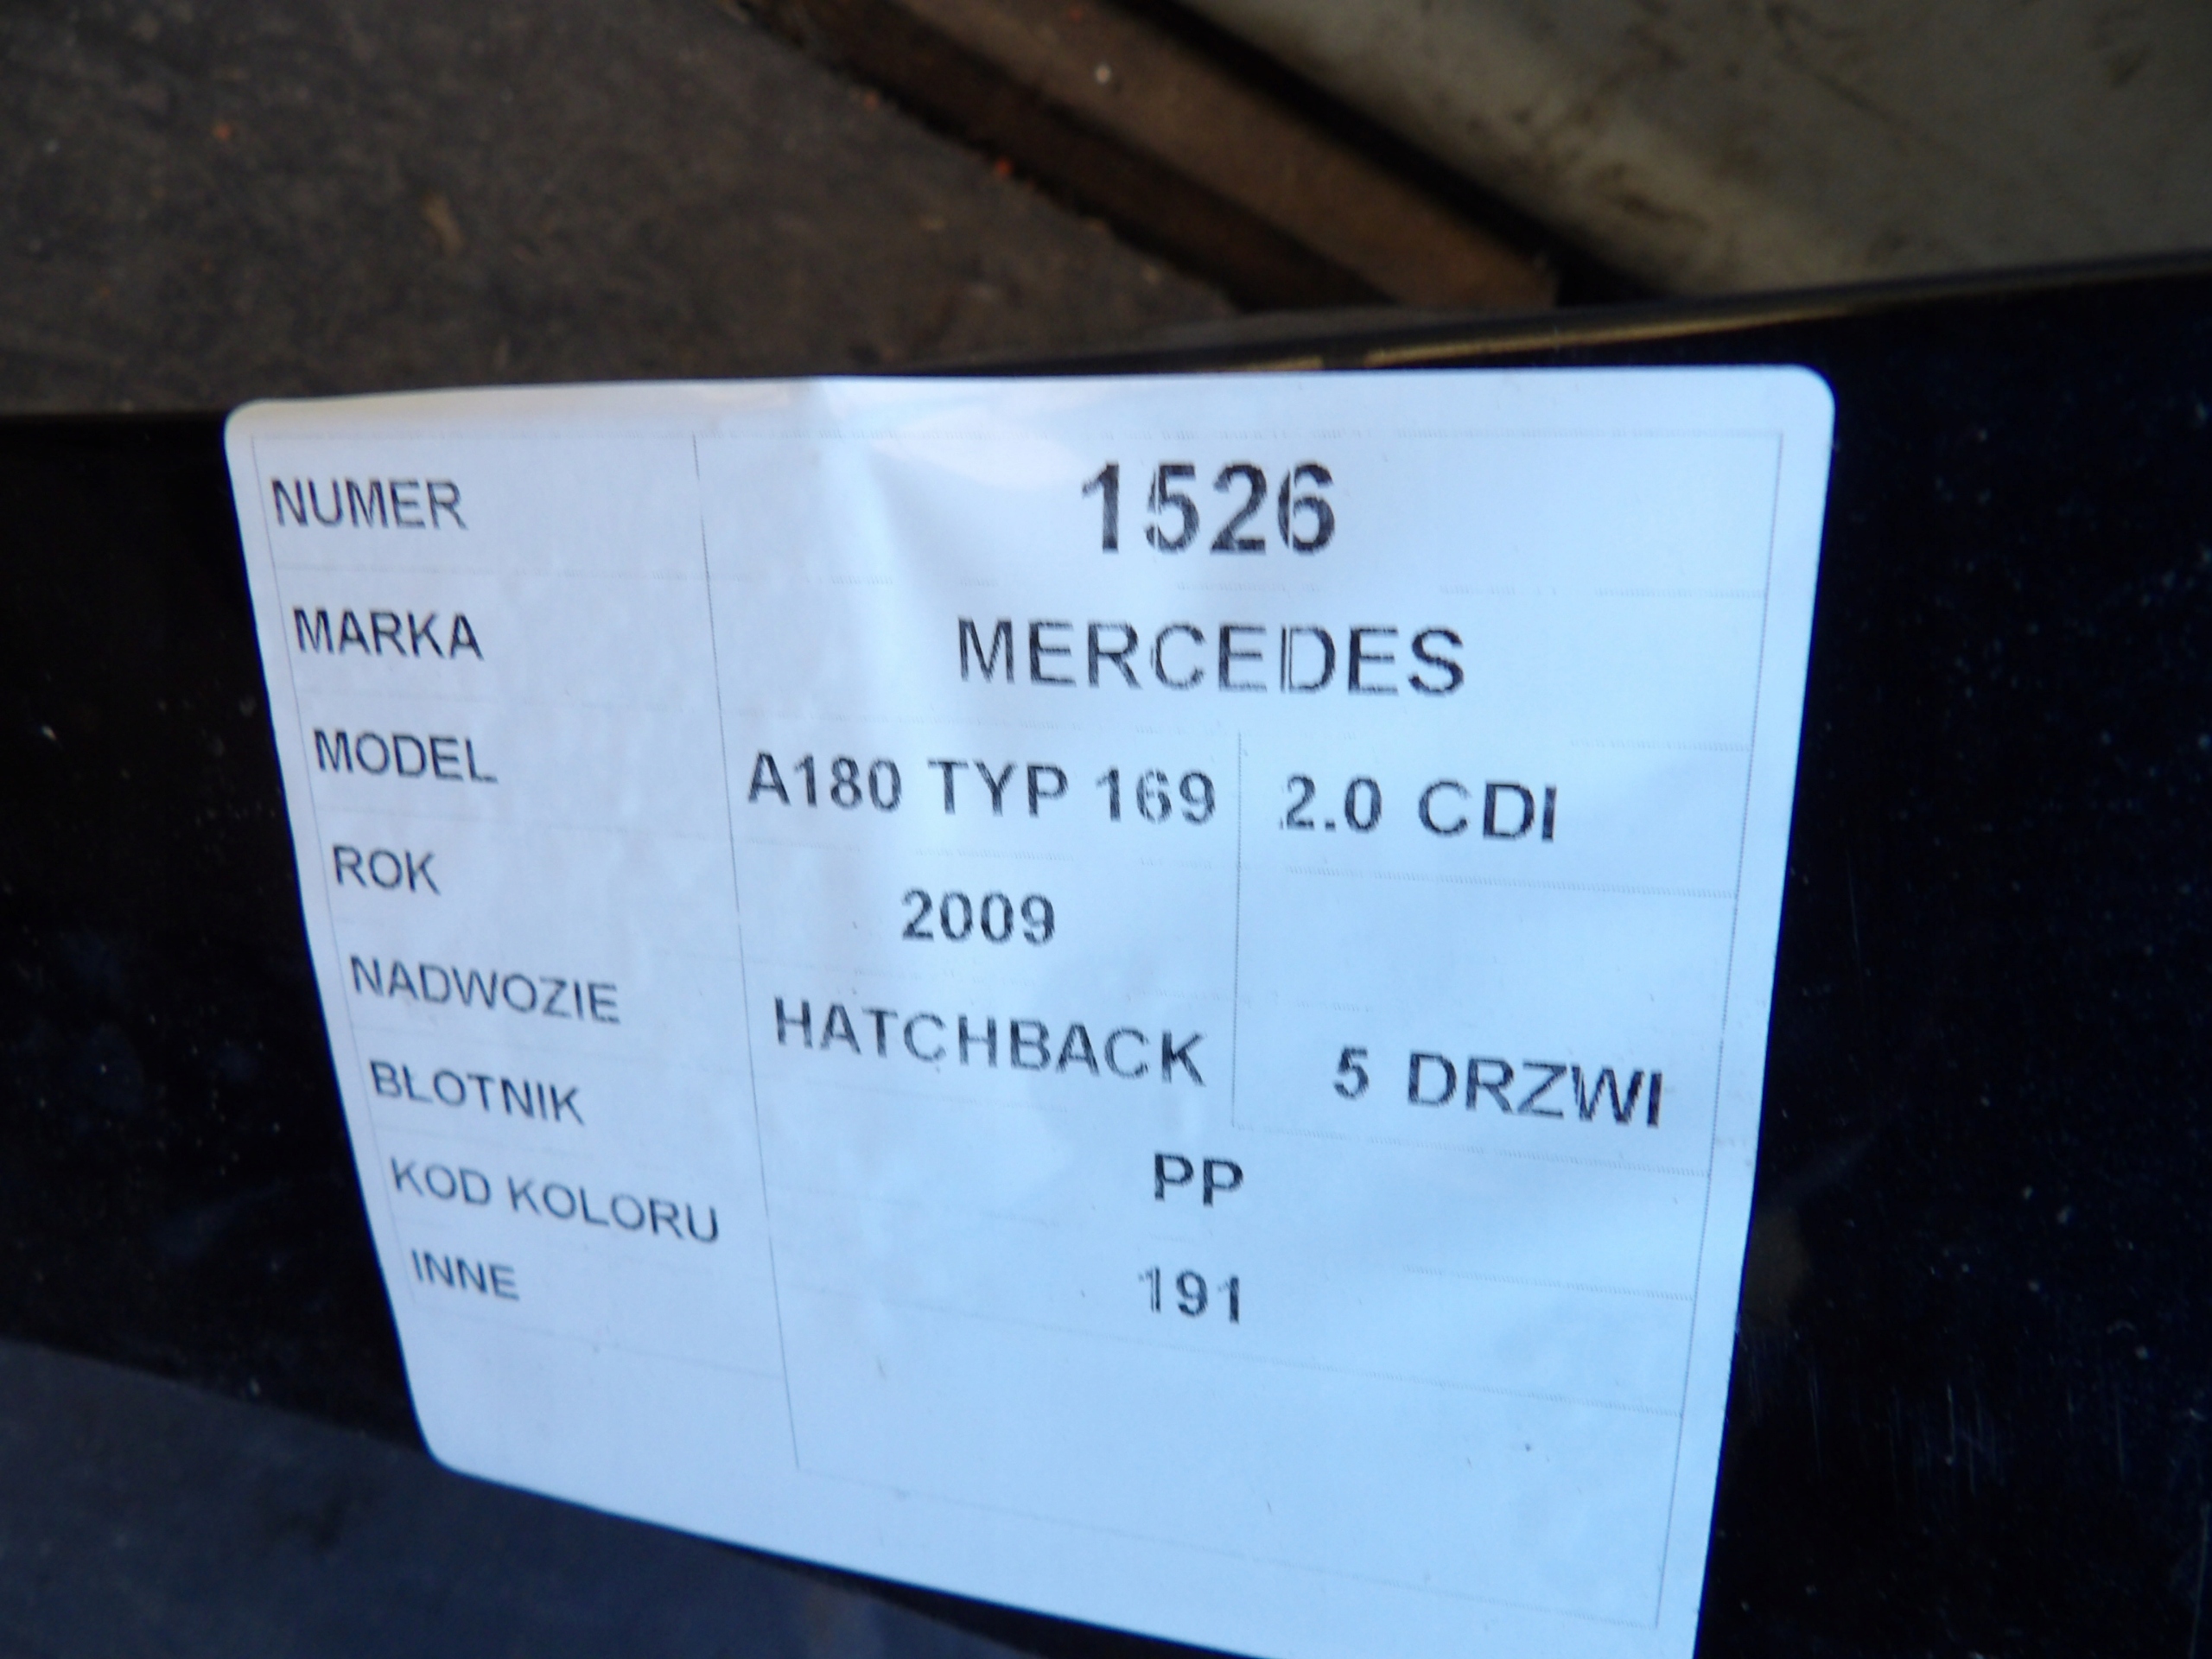 NUMER 1526
MARKA MERCEDES
MODEL A180 TYP 169 2.0 CDI
ROK 2009
NADWOZIE HATCHBACK 5 DRZWI
BŁOTNIK PP
KOD KOLORU 191
INNE